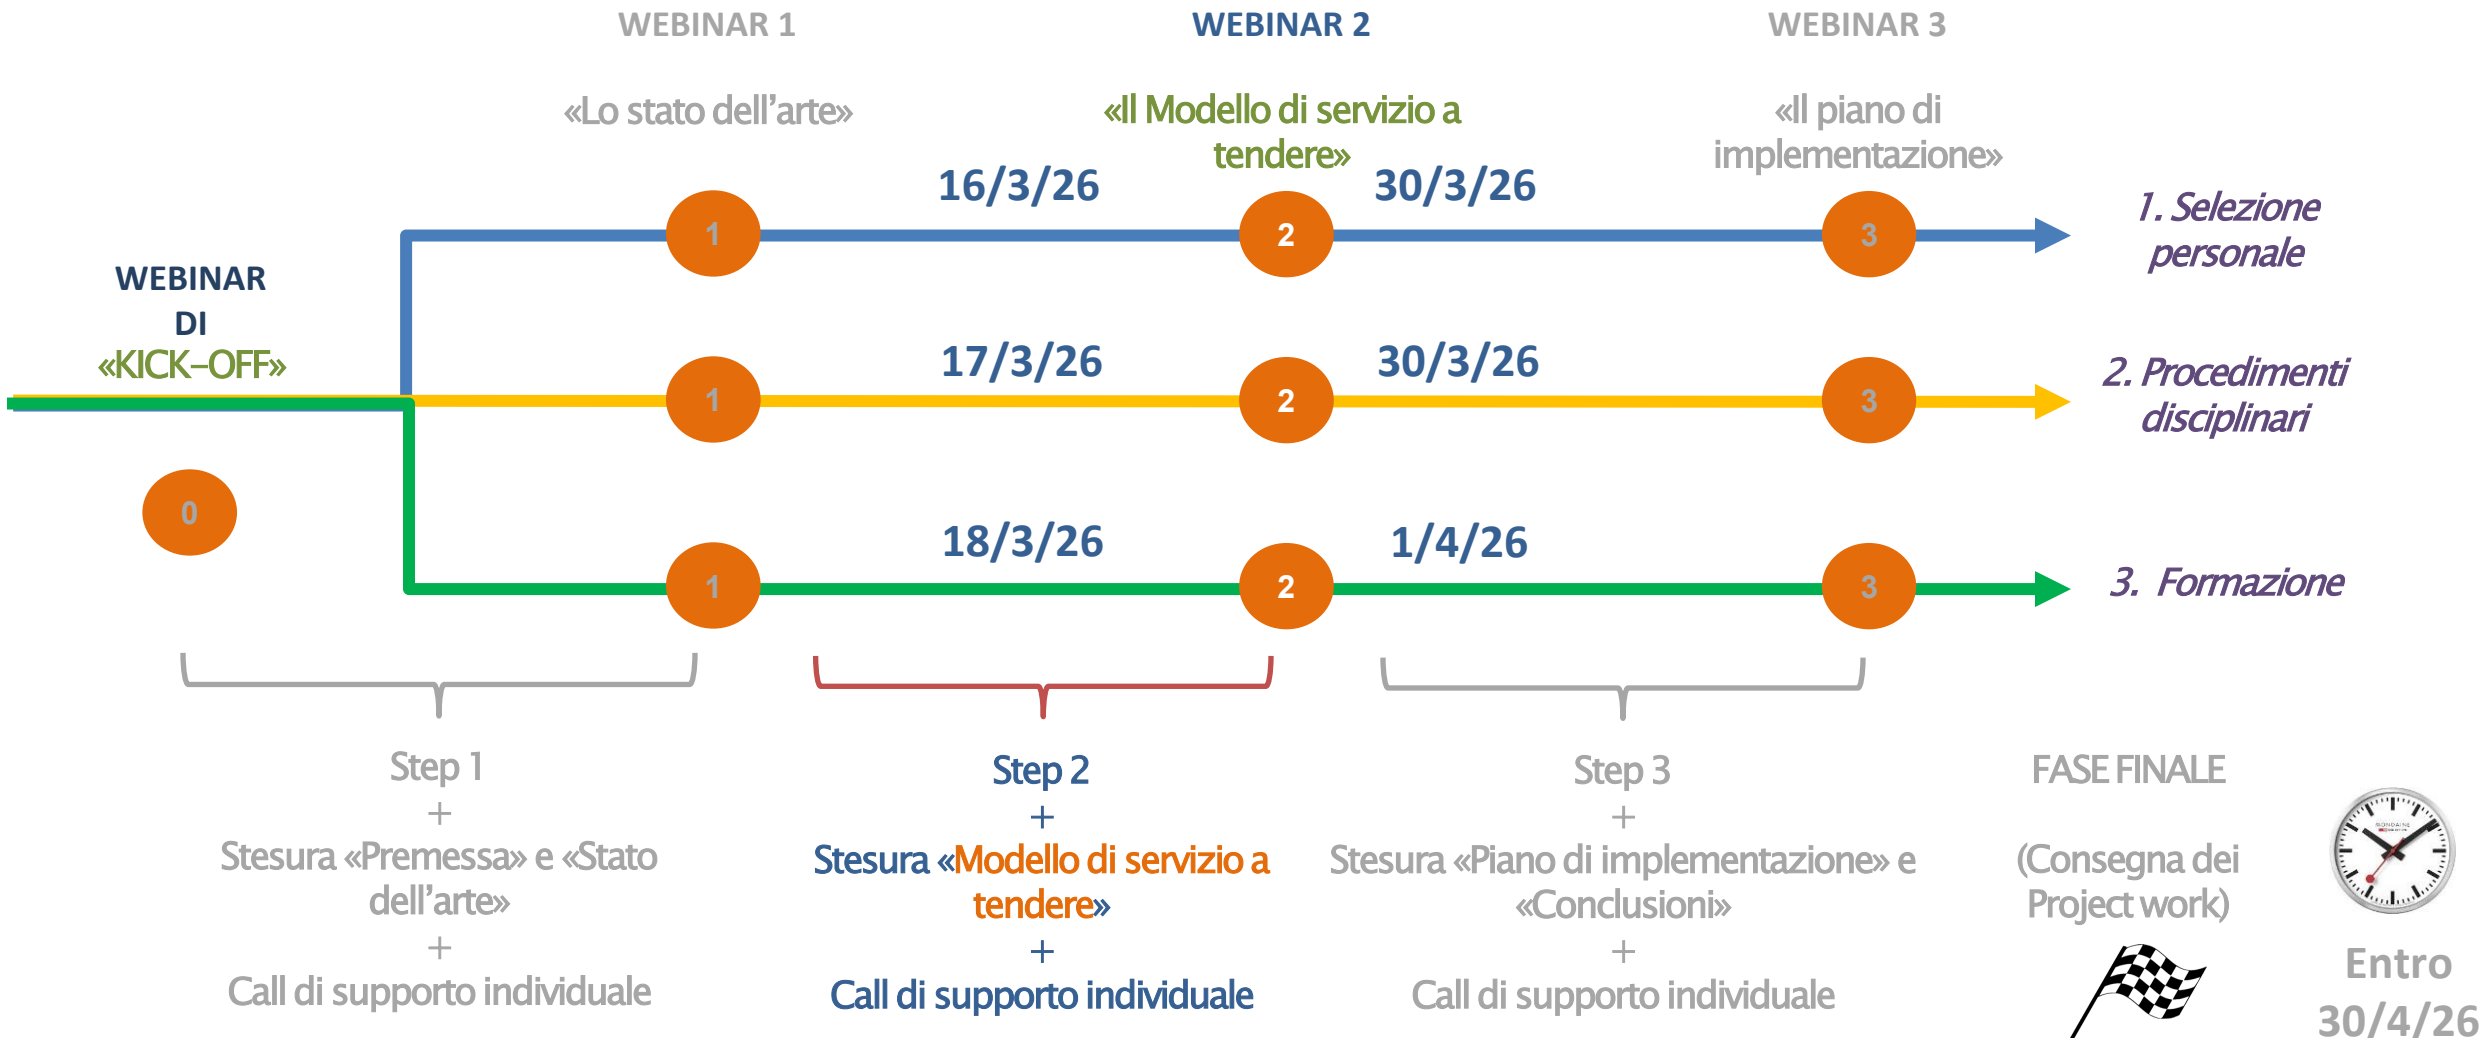 WEBINAR 1
WEBINAR 2
WEBINAR 3
«Lo stato dell'arte»
«Il Modello di servizio a
tendere»
«Il piano di
implementazione»
16/3/26
30/3/26
1
2
3
1. Selezione
personale
WEBINAR
DI
«KICK–OFF»
17/3/26
30/3/26
1
2
3
2. Procedimenti
disciplinari
0
18/3/26
1/4/26
1
2
3
3. Formazione
Step 1
+
Stesura «Premessa» e «Stato
dell'arte»
+
Call di supporto individuale
Step 2
+
Stesura «Modello di servizio a
tendere»
+
Call di supporto individuale
Step 3
+
Stesura «Piano di implementazione» e
«Conclusioni»
+
Call di supporto individuale
FASE FINALE
(Consegna dei
Project work)
MONDAINE
Entro
30/4/26